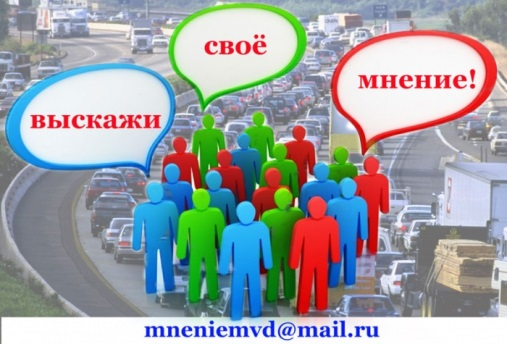 выскажи
своё
мнение!
mneniemvd@mail.ru